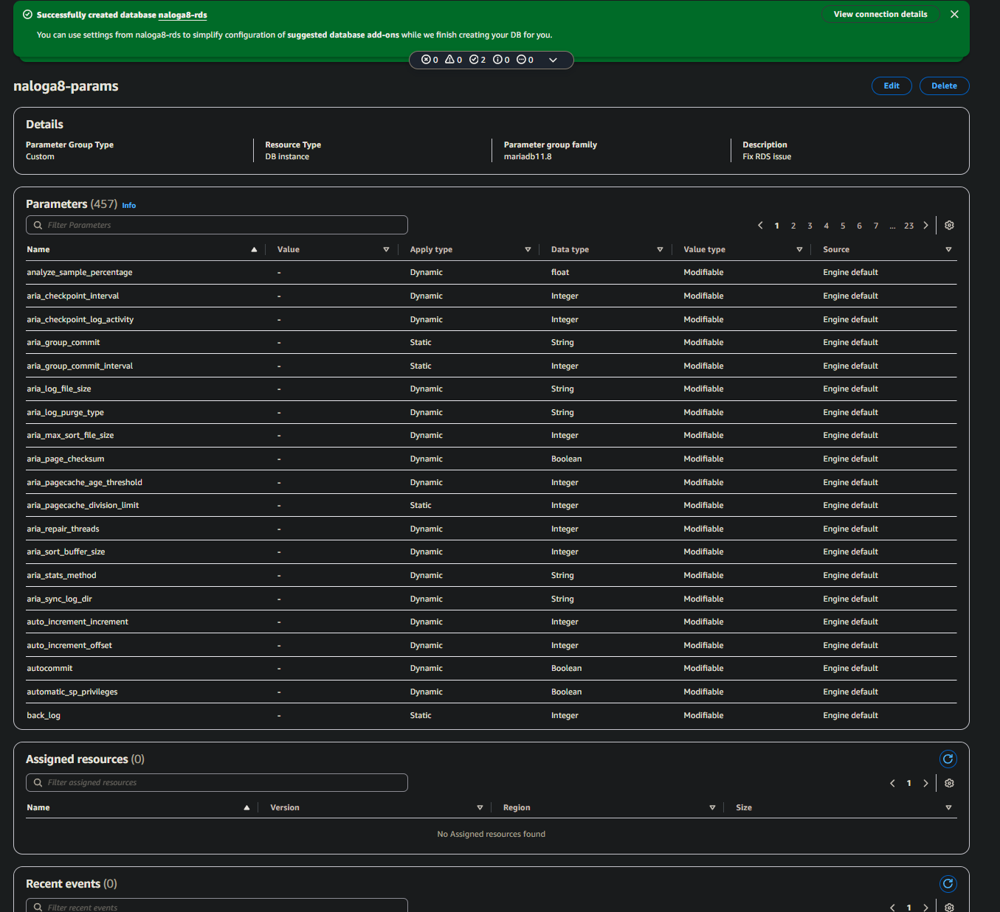 Successfully created database naloga8-rds
View connection details
You can use settings from naloga8-rds to simplify configuration of suggested database add-ons while we finish creating your DB for you.
0 0 2 0 0
naloga8-params
Edit
Delete
Details
Parameter Group Type
Custom
Resource Type
DB instance
Parameter group family
mariadb11.8
Description
Fix RDS issue
Parameters (457) Info
Filter Parameters
1 2 3 4 5 6 7 ... 23
Name Value Apply type Data type Value type Source
analyze_sample_percentage - Dynamic float Modifiable Engine default
aria_checkpoint_interval - Dynamic Integer Modifiable Engine default
aria_checkpoint_log_activity - Dynamic Integer Modifiable Engine default
aria_group_commit - Static String Modifiable Engine default
aria_group_commit_interval - Static Integer Modifiable Engine default
aria_log_file_size - Dynamic String Modifiable Engine default
aria_log_purge_type - Dynamic String Modifiable Engine default
aria_max_sort_file_size - Dynamic Integer Modifiable Engine default
aria_page_checksum - Dynamic Boolean Modifiable Engine default
aria_pagecache_age_threshold - Dynamic Integer Modifiable Engine default
aria_pagecache_division_limit - Static Integer Modifiable Engine default
aria_repair_threads - Dynamic Integer Modifiable Engine default
aria_sort_buffer_size - Dynamic Integer Modifiable Engine default
aria_stats_method - Dynamic String Modifiable Engine default
aria_sync_log_dir - Dynamic String Modifiable Engine default
auto_increment_increment - Dynamic Integer Modifiable Engine default
auto_increment_offset - Dynamic Integer Modifiable Engine default
autocommit - Dynamic Boolean Modifiable Engine default
automatic_sp_privileges - Dynamic Boolean Modifiable Engine default
back_log - Static Integer Modifiable Engine default
Assigned resources (0)
Filter assigned resources
1
Name Version Region Size
No Assigned resources found
Recent events (0)
Filter recent events
1